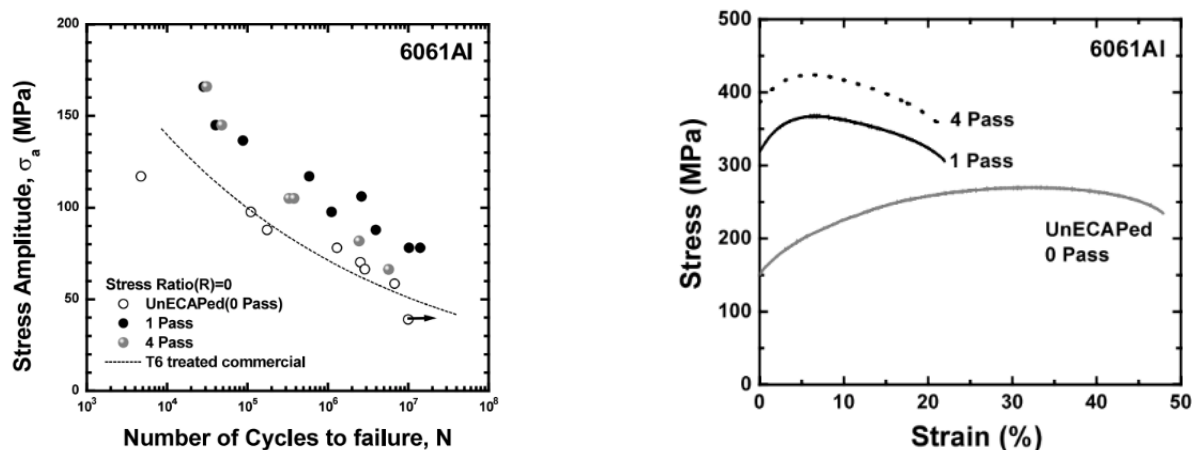 200
150
100
50
0
Stress Amplitude, σa (MPa)
6061Al
Stress Ratio(R)=0
UnECAPed(0 Pass)
1 Pass
4 Pass
T6 treated commercial
10³ 10⁴ 10⁵ 10⁶ 10⁷ 10⁸
Number of Cycles to failure, N
500
400
300
200
100
0
Stress (MPa)
6061Al
4 Pass
1 Pass
UnECAPed
0 Pass
0 10 20 30 40 50
Strain (%)